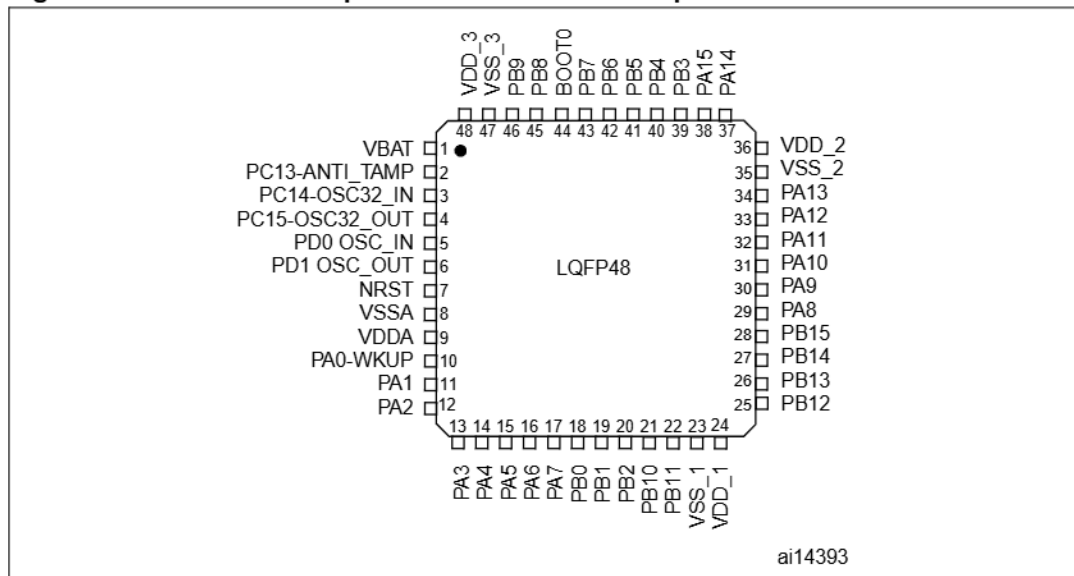 VDD_3
VSS_3
PB9
PB8
BOOT0
PB7
PB6
PB5
PB4
PB3
PA15
PA14
48 47 46 45 44 43 42 41 40 39 38 37
VBAT 1
PC13-ANTI_TAMP 2
PC14-OSC32_IN 3
PC15-OSC32_OUT 4
PD0 OSC_IN 5
PD1 OSC_OUT 6
NRST 7
VSSA 8
VDDA 9
PA0-WKUP 10
PA1 11
PA2 12
LQFP48
36 VDD_2
35 VSS_2
34 PA13
33 PA12
32 PA11
31 PA10
30 PA9
29 PA8
28 PB15
27 PB14
26 PB13
25 PB12
13 14 15 16 17 18 19 20 21 22 23 24
PA3
PA4
PA5
PA6
PA7
PB0
PB1
PB2
PB10
PB11
VSS_1
VDD_1
ai14393